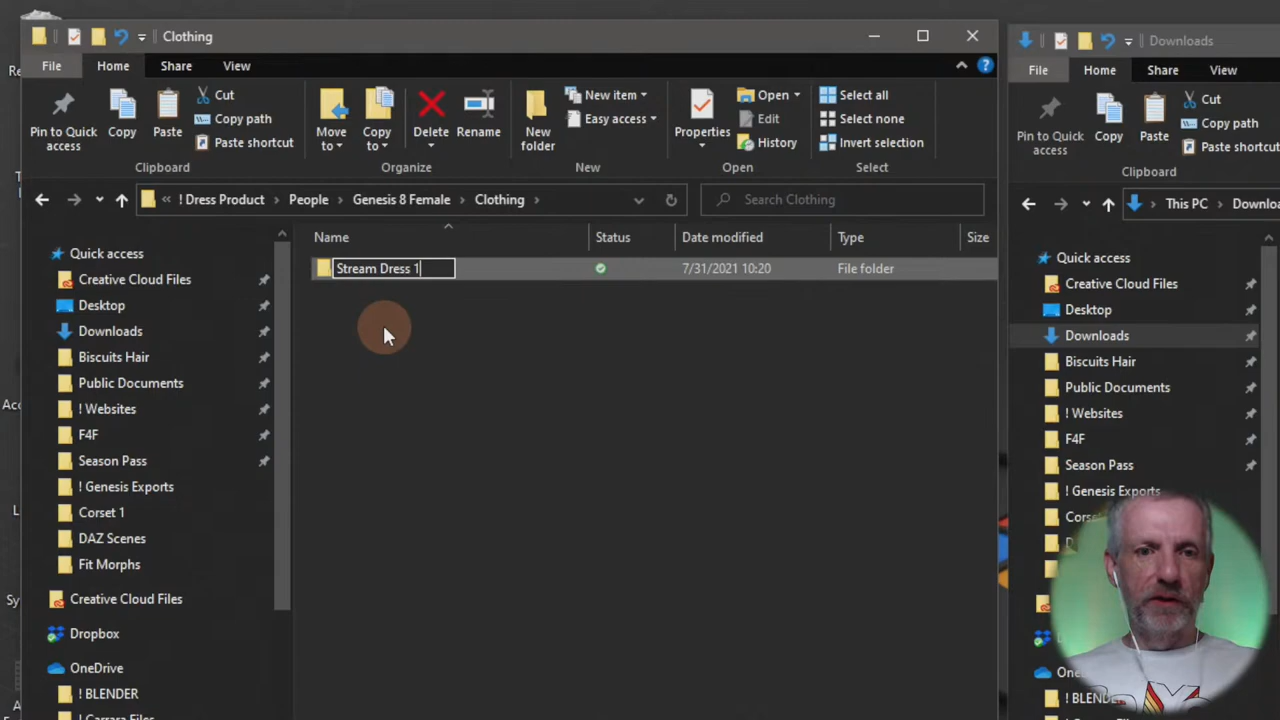 Clothing
File
Home
Share
View
Pin to Quick access
Copy
Paste
Cut
Copy path
Paste shortcut
Clipboard
Move to
Copy to
Delete
Rename
Organize
New folder
New item
Easy access
New
Properties
Open
Edit
History
Open
Select all
Select none
Invert selection
Select
«
! Dress Product
People
Genesis 8 Female
Clothing
Search Clothing
Name
Status
Date modified
Type
Size
Stream Dress 1
7/31/2021 10:20
File folder
Quick access
Creative Cloud Files
Desktop
Downloads
Biscuits Hair
Public Documents
! Websites
F4F
Season Pass
! Genesis Exports
Corset 1
DAZ Scenes
Fit Morphs
Creative Cloud Files
Dropbox
OneDrive
! BLENDER
Carrara Files
Downloads
File
Home
Share
View
Pin to Quick access
Copy
Paste
Cut
Copy path
Paste shortcut
Clipboard
This PC
Downloa
Quick access
Creative Cloud Files
Desktop
Downloads
Biscuits Hair
Public Documents
! Websites
F4F
Season Pass
! Genesis Exports
Cors
D
! BLEND